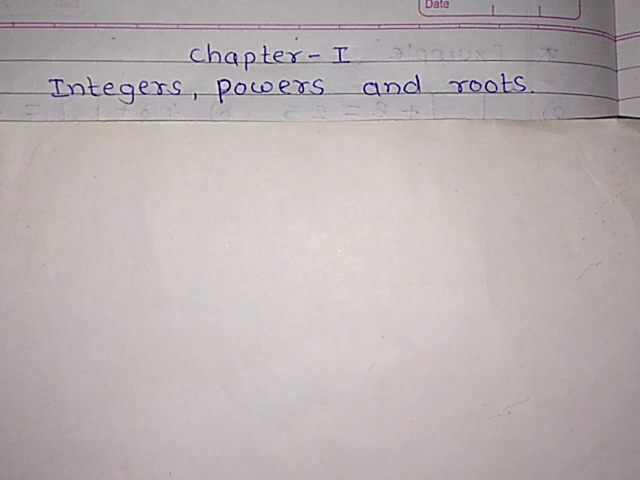 Date
Chapter - I
Integers, powers and roots.